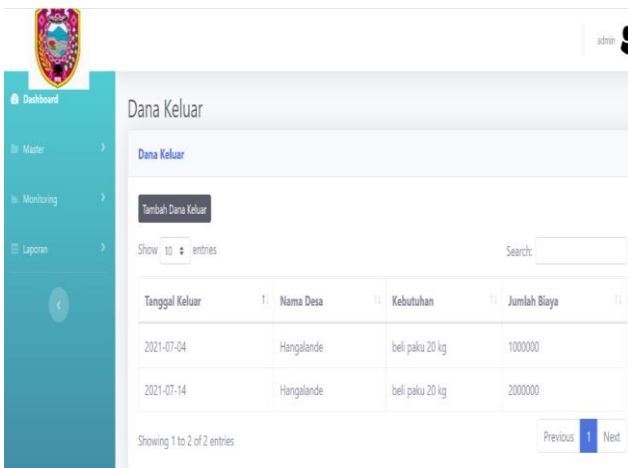 admin
Dashboard
Master
Monitoring
Laporan
Dana Keluar
Dana Keluar
Tambah Dana Keluar
Show 10 entries
Search:
Tanggal Keluar Nama Desa Kebutuhan Jumlah Biaya
2021-07-04 Hangalande beli paku 20 kg 1000000
2021-07-14 Hangalande beli paku 20 kg 2000000
Showing 1 to 2 of 2 entries
Previous 1 Next